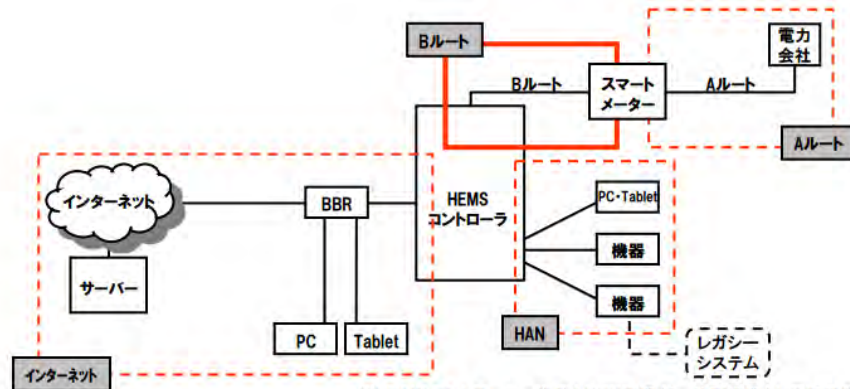 Bルート
電力
会社
Bルート
スマート
メーター
Aルート
Aルート
インターネット
BBR
HEMS
コントローラ
PC・Tablet
機器
サーバー
機器
PC
Tablet
HAN
レガシー
システム
インターネット